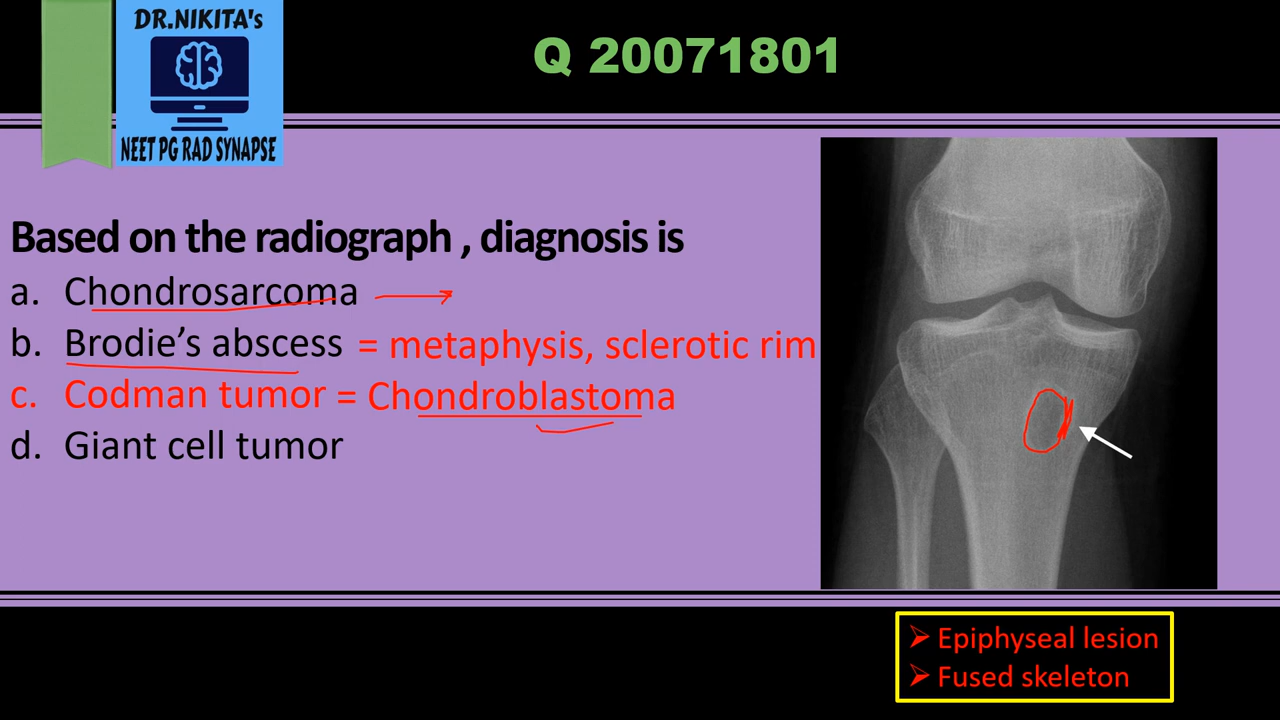 DR.NIKITA's
NEET PG RAD SYNAPSE
Q 20071801
Based on the radiograph , diagnosis is
a. Chondrosarcoma
b. Brodie’s abscess = metaphysis, sclerotic rim
c. Codman tumor = Chondroblastoma
d. Giant cell tumor
Epiphyseal lesion
Fused skeleton